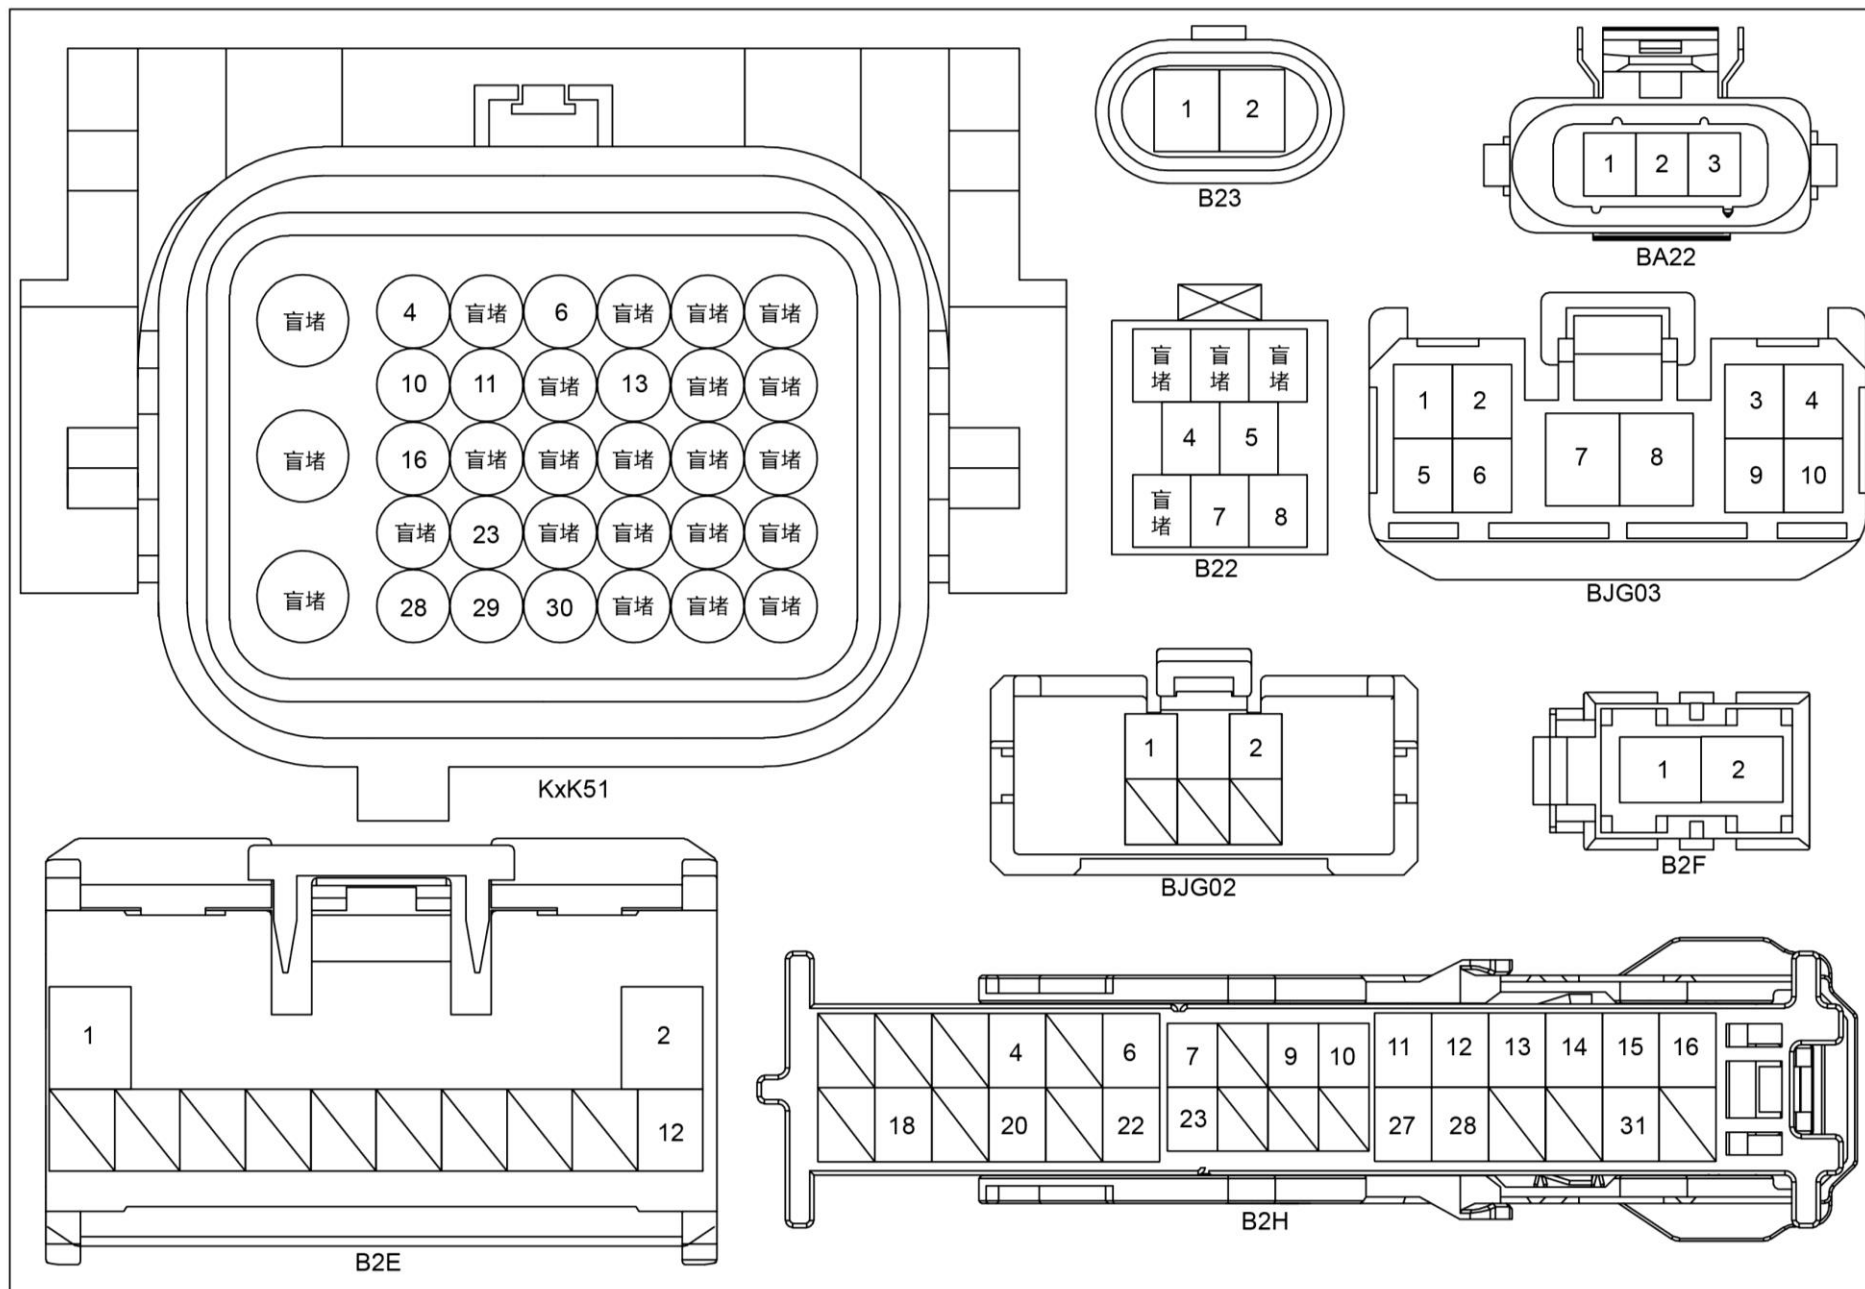 盲堵 4 盲堵 6 盲堵 盲堵 盲堵
10 11 盲堵 13 盲堵 盲堵
盲堵 16 盲堵 盲堵 盲堵 盲堵 盲堵
盲堵 23 盲堵 盲堵 盲堵 盲堵
盲堵 28 29 30 盲堵 盲堵 盲堵
KxK51
1 2
B23
1 2 3
BA22
盲堵 盲堵 盲堵
4 5
盲堵 7 8
B22
1 2 3 4
7 8
5 6 9 10
BJG03
1 2
BJG02
1 2
B2F
1 2
12
B2E
4 6 7 9 10 11 12 13 14 15 16
18 20 22 23 27 28 31
B2H